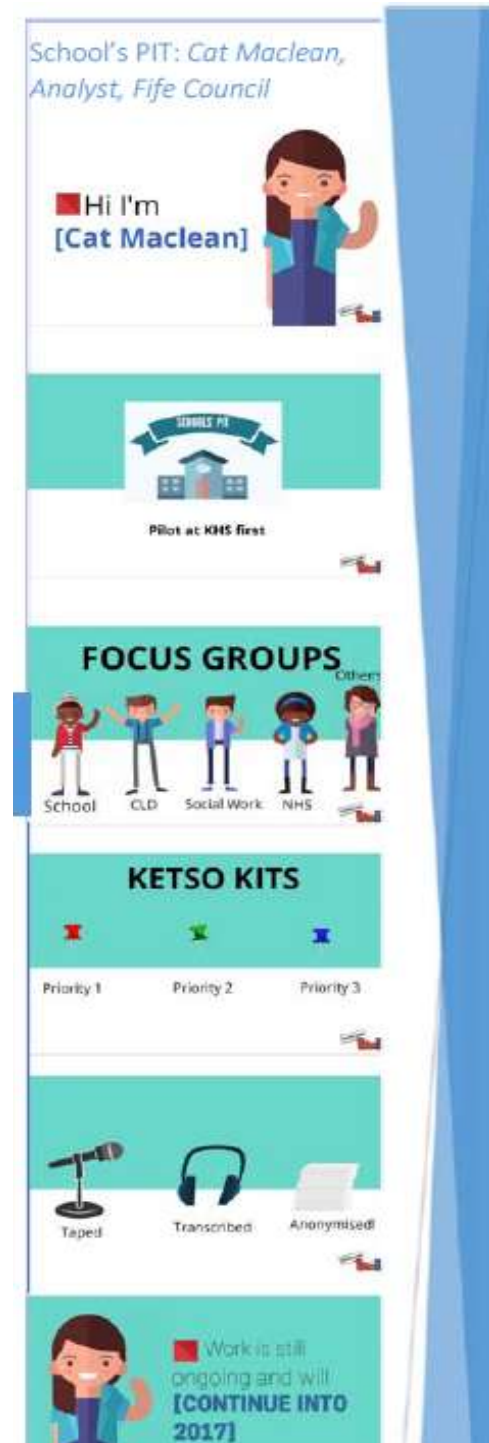 School's PIT: Cat Maclean,
Analyst, Fife Council
Hi I'm
[Cat Maclean]
SCHOOLS PIT
Pilot at KHS first
FOCUS GROUPS
Others
School CLD Social Work NHS
KETSO KITS
Priority 1 Priority 2 Priority 3
Taped Transcribed Anonymised!
Work is still
ongoing and will
[CONTINUE INTO
2017]